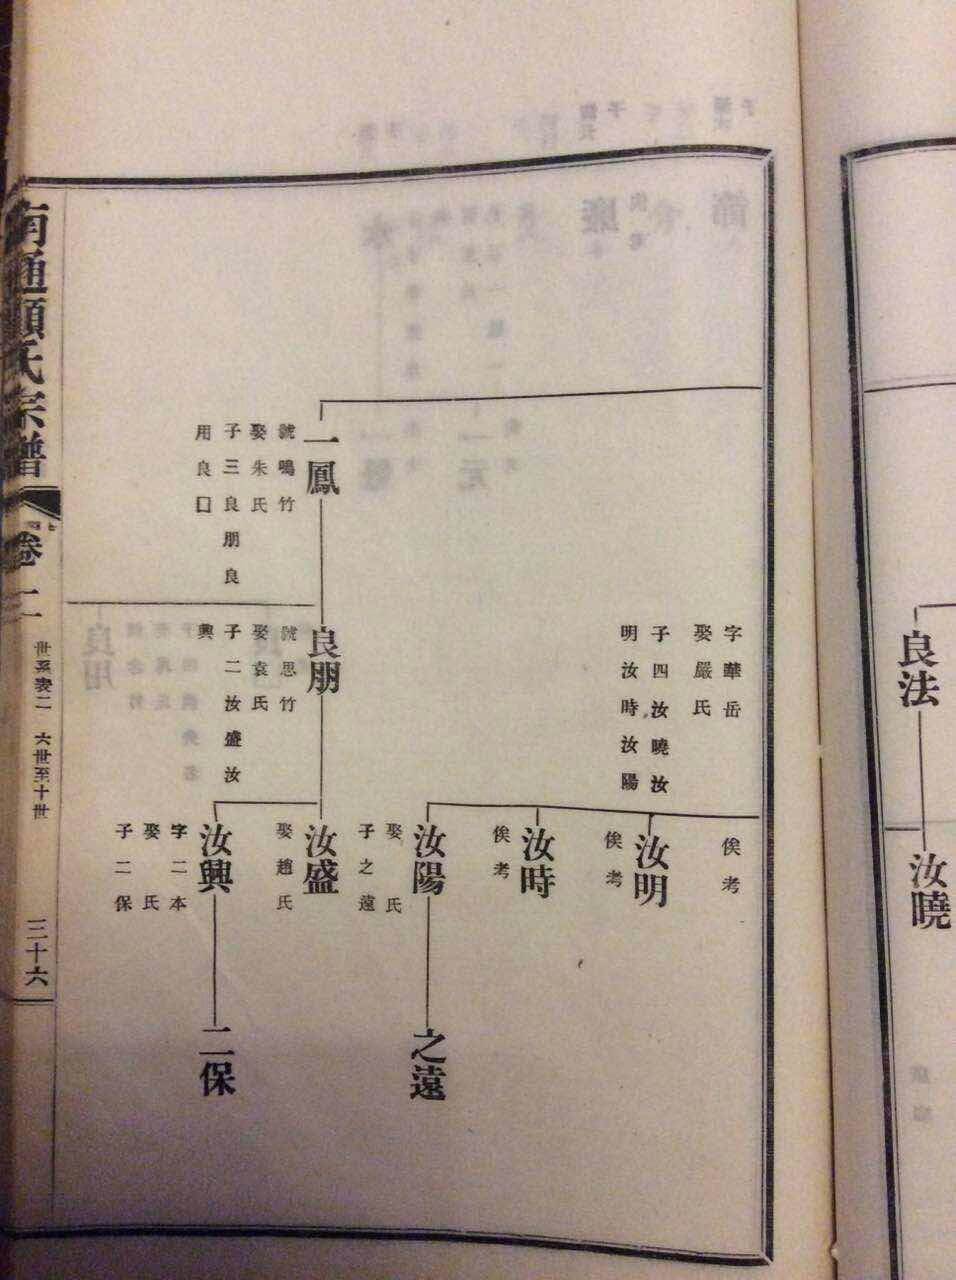 良法
汝曉
字華岳
娶嚴氏
子四汝曉汝
明汝時汝陽
俟考
汝明
俟考
汝時
俟考
汝陽
娶 氏
子之遠
之遠
一鳳
號鳴竹
娶朱氏
子三良朋良
用良囗
良朋
號思竹
娶袁氏
子二汝盛汝
興
汝盛
娶趙氏
汝興
字二本
娶 氏
子二保
二保
南通顧氏宗譜
卷二
世系表二 六世至十世
三十六